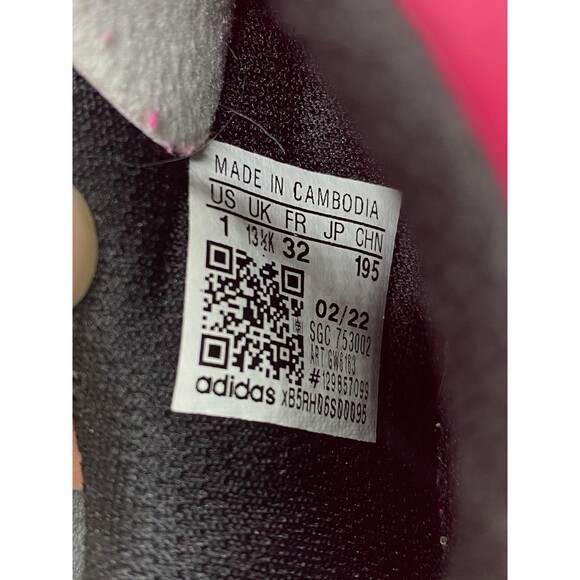 MADE IN CAMBODIA
US UK FR JP CHN
1 13½K 32 195
02/22
SGC 753002
ART GW8183
#129857099
adidas xB5RH06S00095